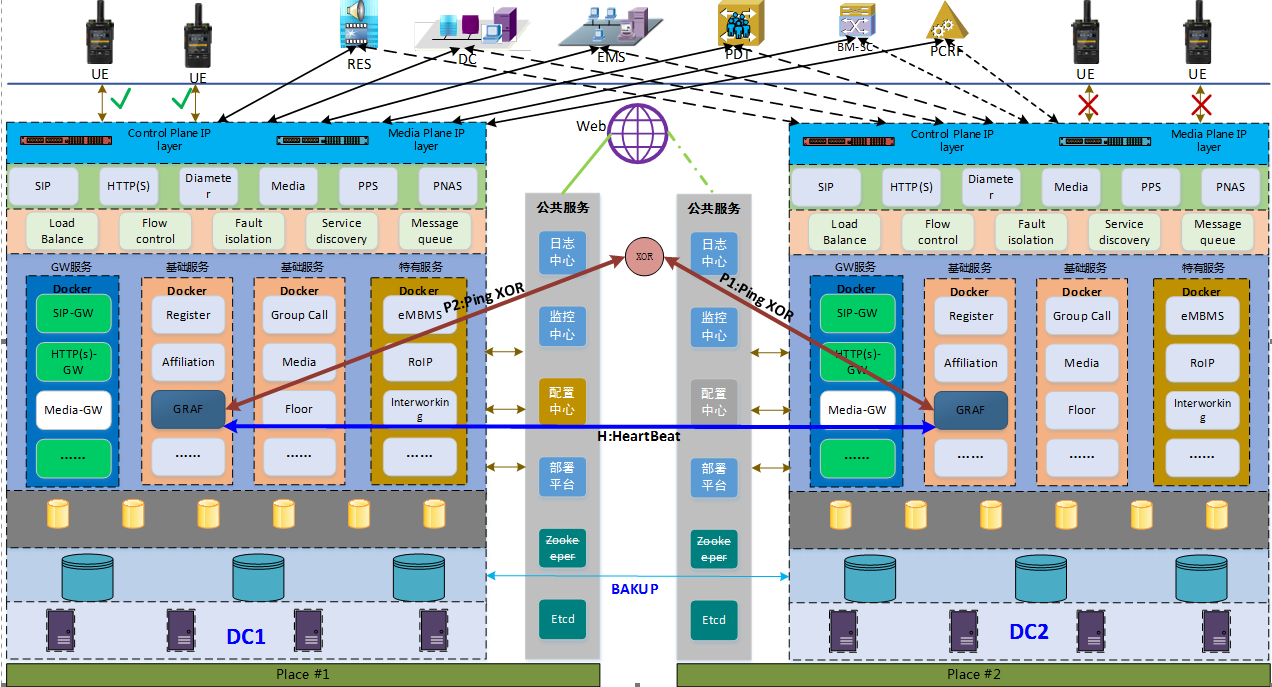 UE
UE
RES
DC
EMS
PDT
BM-SC
PCRF
UE
UE
Web
Control Plane IP
layer
Media Plane IP
layer
SIP
HTTP(S)
Diamete
r
Media
PPS
PNAS
Load
Balance
Flow
control
Fault
isolation
Service
discovery
Message
queue
GW服务
基础服务
基础服务
特有服务
Docker
SIP-GW
HTTP(s)-
GW
Media-GW
......
Docker
Register
Affiliation
GRAF
......
Docker
Group Call
Media
Floor
......
Docker
eMBMS
RoIP
Interworkin
g
......
DC1
Place #1
公共服务
日志
中心
监控
中心
配置
中心
部署
平台
Zooke
eper
Etcd
XOR
P2:Ping XOR
P1:Ping XOR
H:HeartBeat
BAKUP
公共服务
日志
中心
监控
中心
配置
中心
部署
平台
Zooke
eper
Etcd
Control Plane IP
layer
Media Plane IP
layer
SIP
HTTP(S)
Diamete
r
Media
PPS
PNAS
Load
Balance
Flow
control
Fault
isolation
Service
discovery
Message
queue
GW服务
基础服务
基础服务
特有服务
Docker
SIP-GW
HTTP(s)-
GW
Media-GW
......
Docker
Register
Affiliation
GRAF
......
Docker
Group Call
Media
Floor
......
Docker
eMBMS
RoIP
Interworkin
g
......
DC2
Place #2